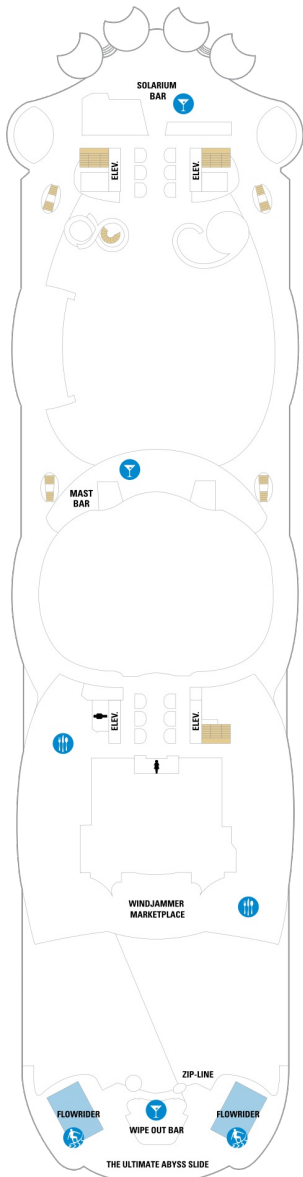 SOLARIUM
BAR
ELEV.
ELEV.
MAST
BAR
ELEV.
ELEV.
WINDJAMMER
MARKETPLACE
ZIP-LINE
FLOWRIDER
FLOWRIDER
WIPE OUT BAR
THE ULTIMATE ABYSS SLIDE